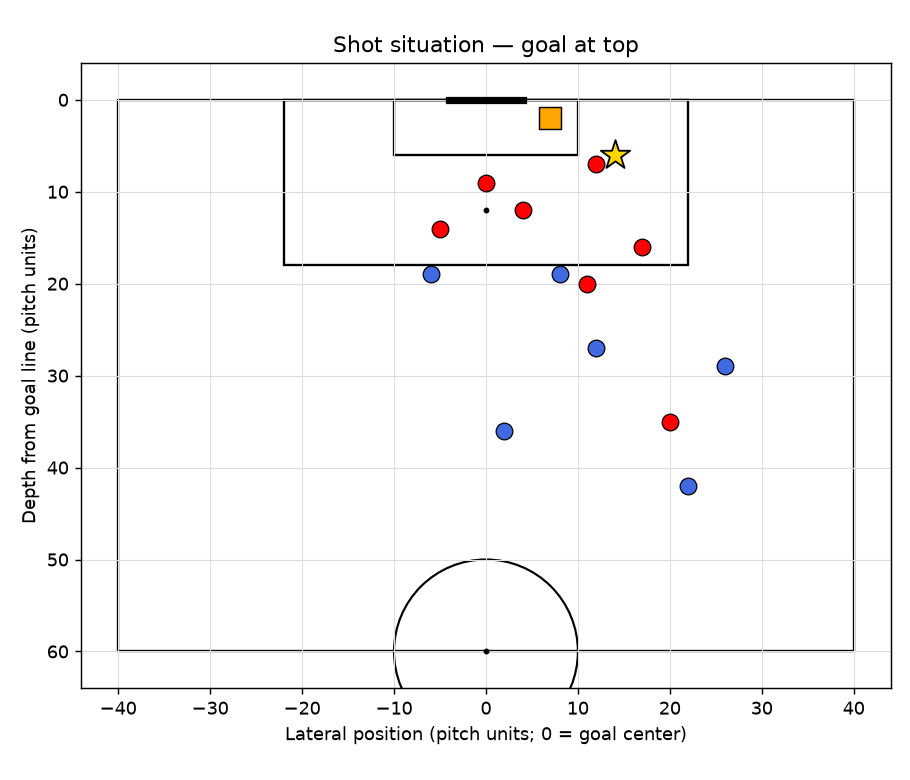 Shot situation — goal at top
Depth from goal line (pitch units)
0
10
20
30
40
50
60
−40 −30 −20 −10 0 10 20 30 40
Lateral position (pitch units; 0 = goal center)